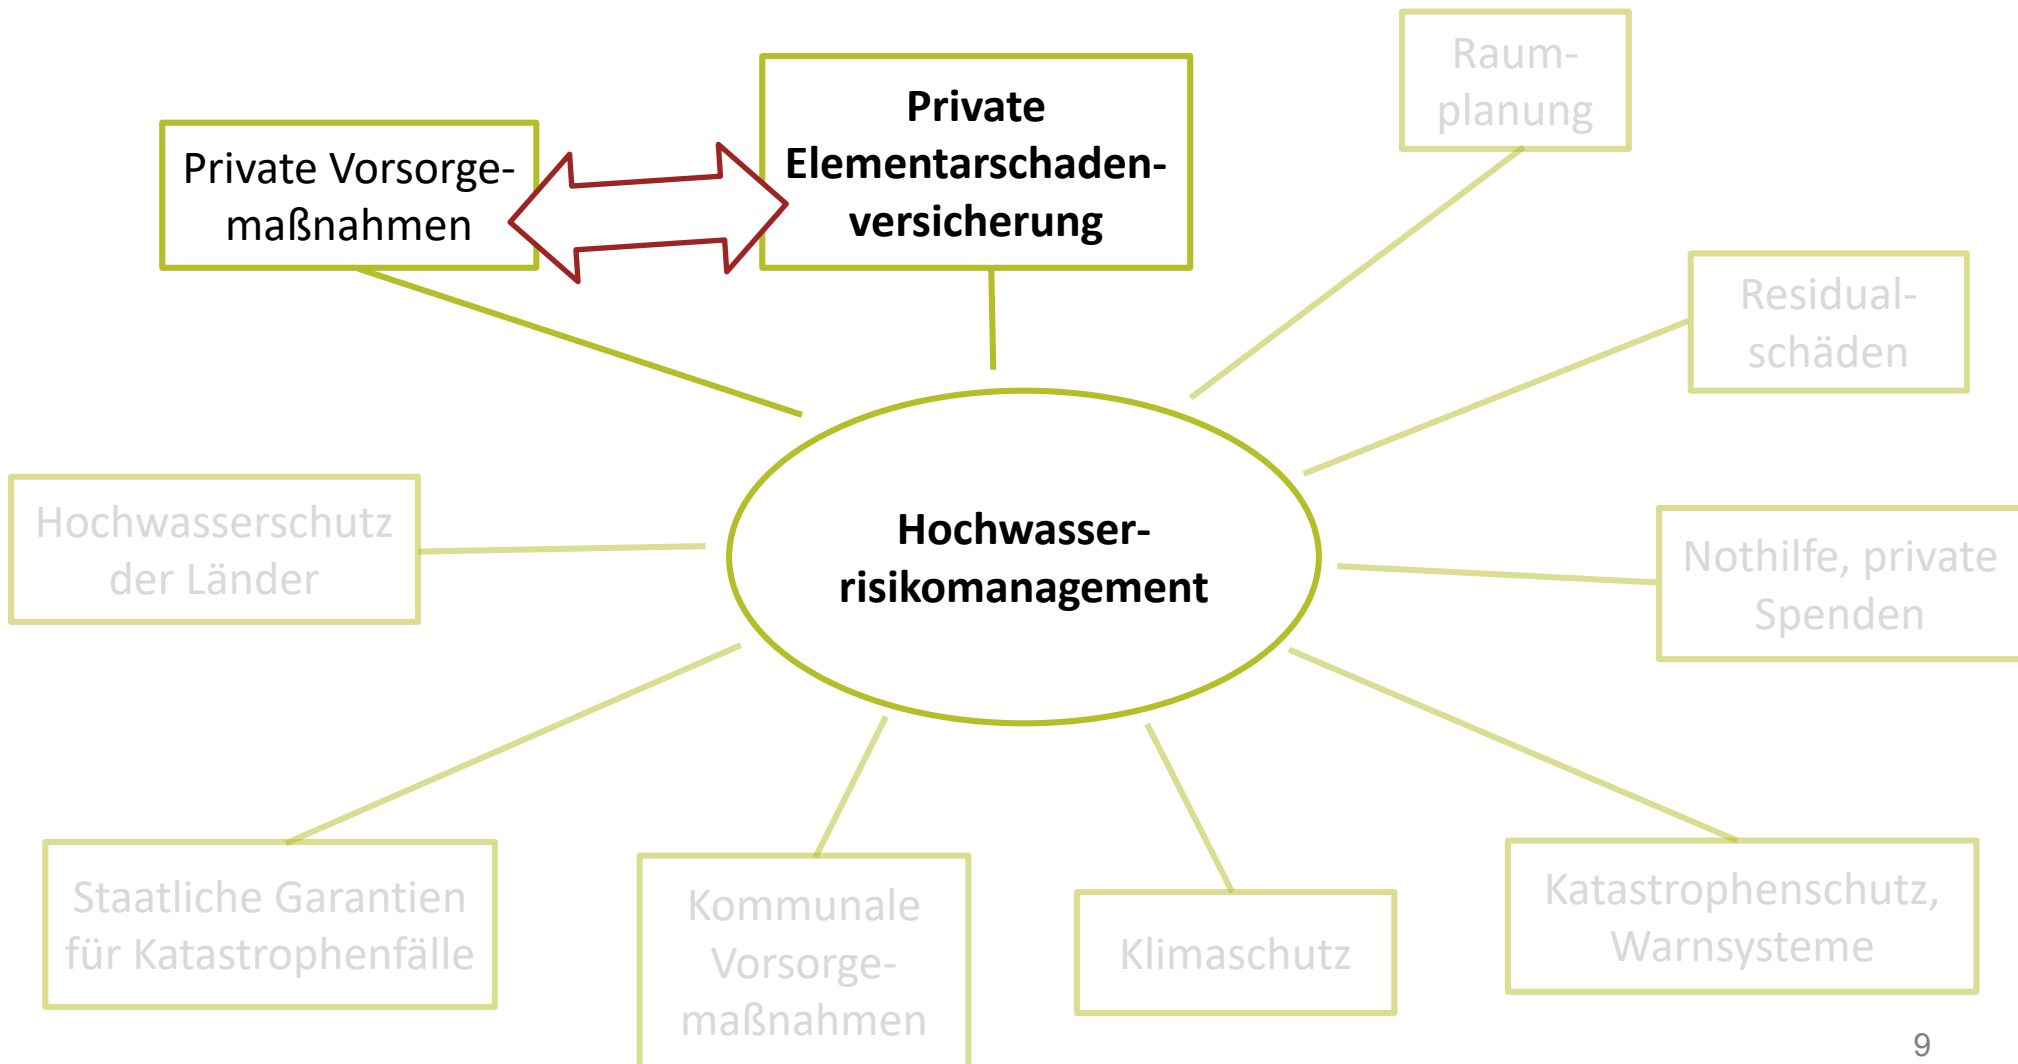 Private Vorsorge-
maßnahmen
Private
Elementarschaden-
versicherung
Raum-
planung
Residual-
schäden
Hochwasserschutz
der Länder
Hochwasser-
risikomanagement
Nothilfe, private
Spenden
Staatliche Garantien
für Katastrophenfälle
Kommunale
Vorsorge-
maßnahmen
Klimaschutz
Katastrophenschutz,
Warnsysteme
9